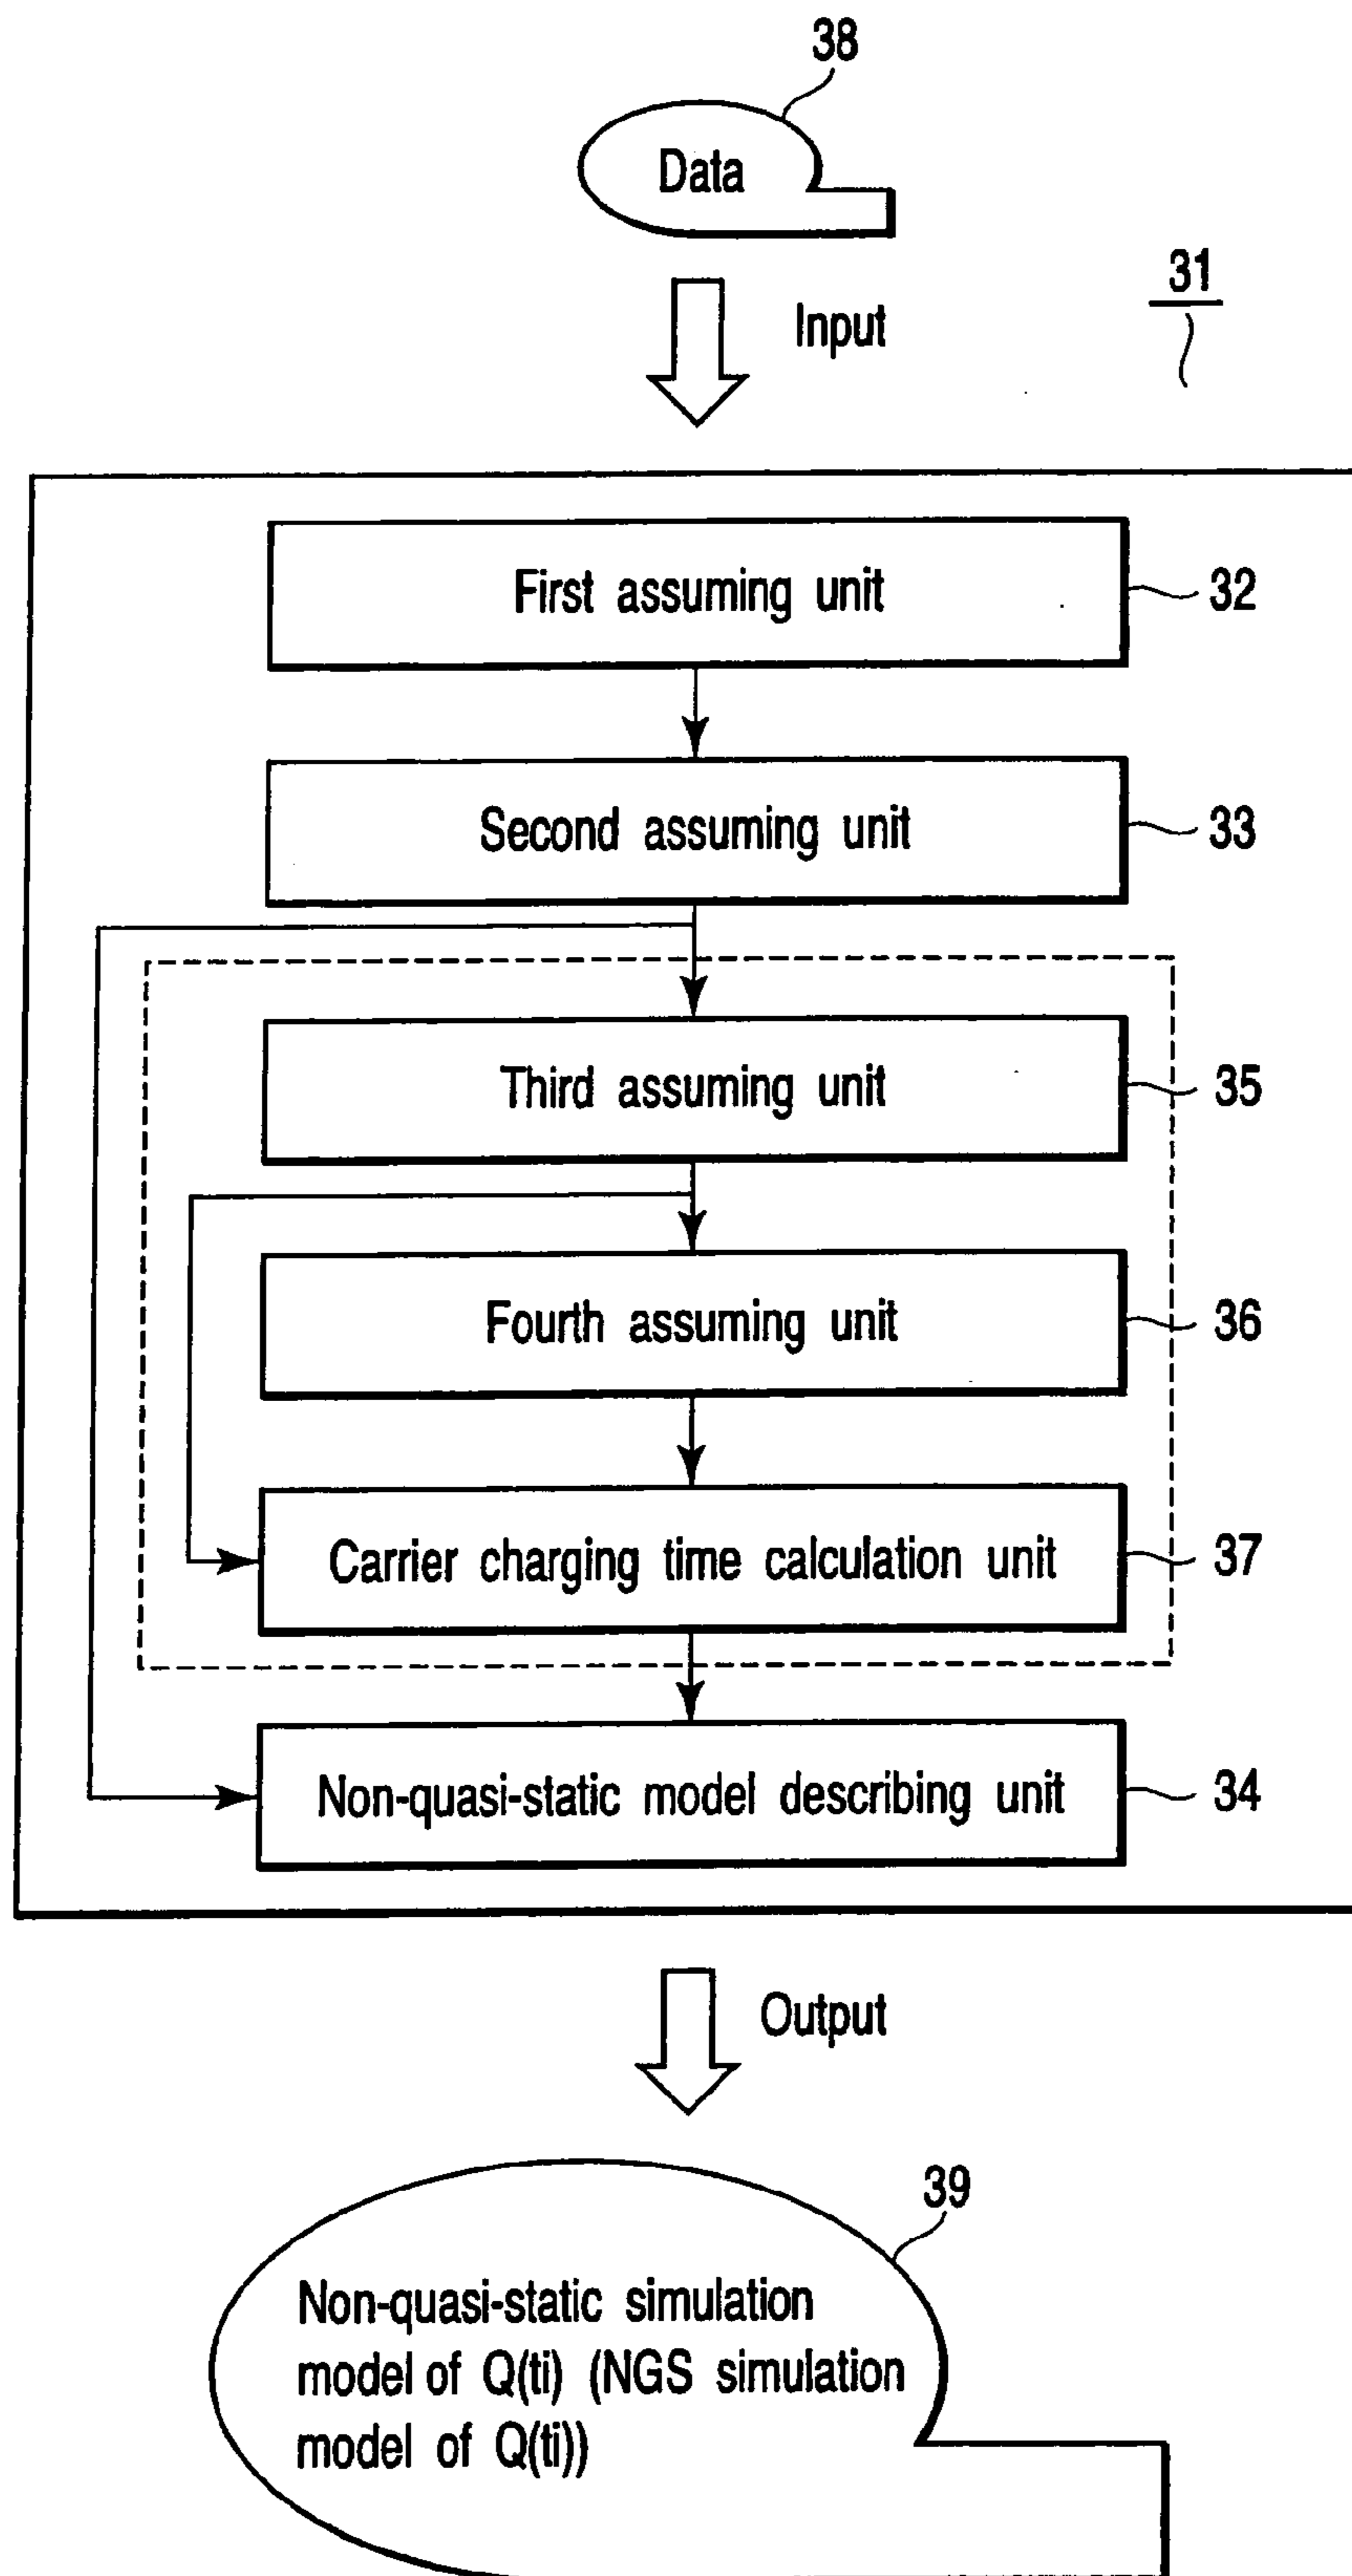 38
Data
31
Input
First assuming unit
32
Second assuming unit
33
Third assuming unit
35
Fourth assuming unit
36
Carrier charging time calculation unit
37
Non-quasi-static model describing unit
34
Output
39
Non-quasi-static simulation
model of Q(ti) (NGS simulation
model of Q(ti))